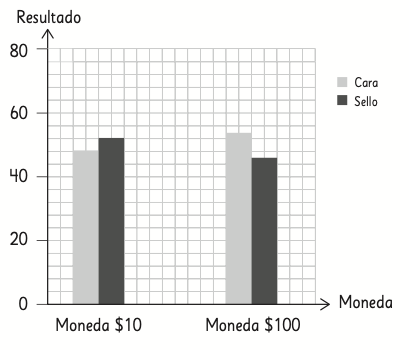 Resultado
80
60
40
20
0
Moneda $10
Moneda $100
Moneda
Cara
Sello